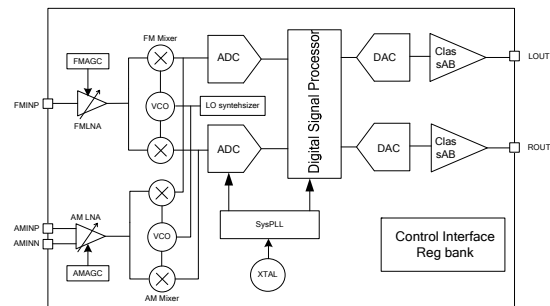 FM Mixer
FMAGC
FMINP
FMLNA
VCO
LO syntehsizer
ADC
Digital Signal Processor
DAC
Clas
sAB
LOUT
ADC
DAC
Clas
sAB
ROUT
AM LNA
AMINP
AMINN
AMAGC
VCO
AM Mixer
SysPLL
XTAL
Control Interface
Reg bank